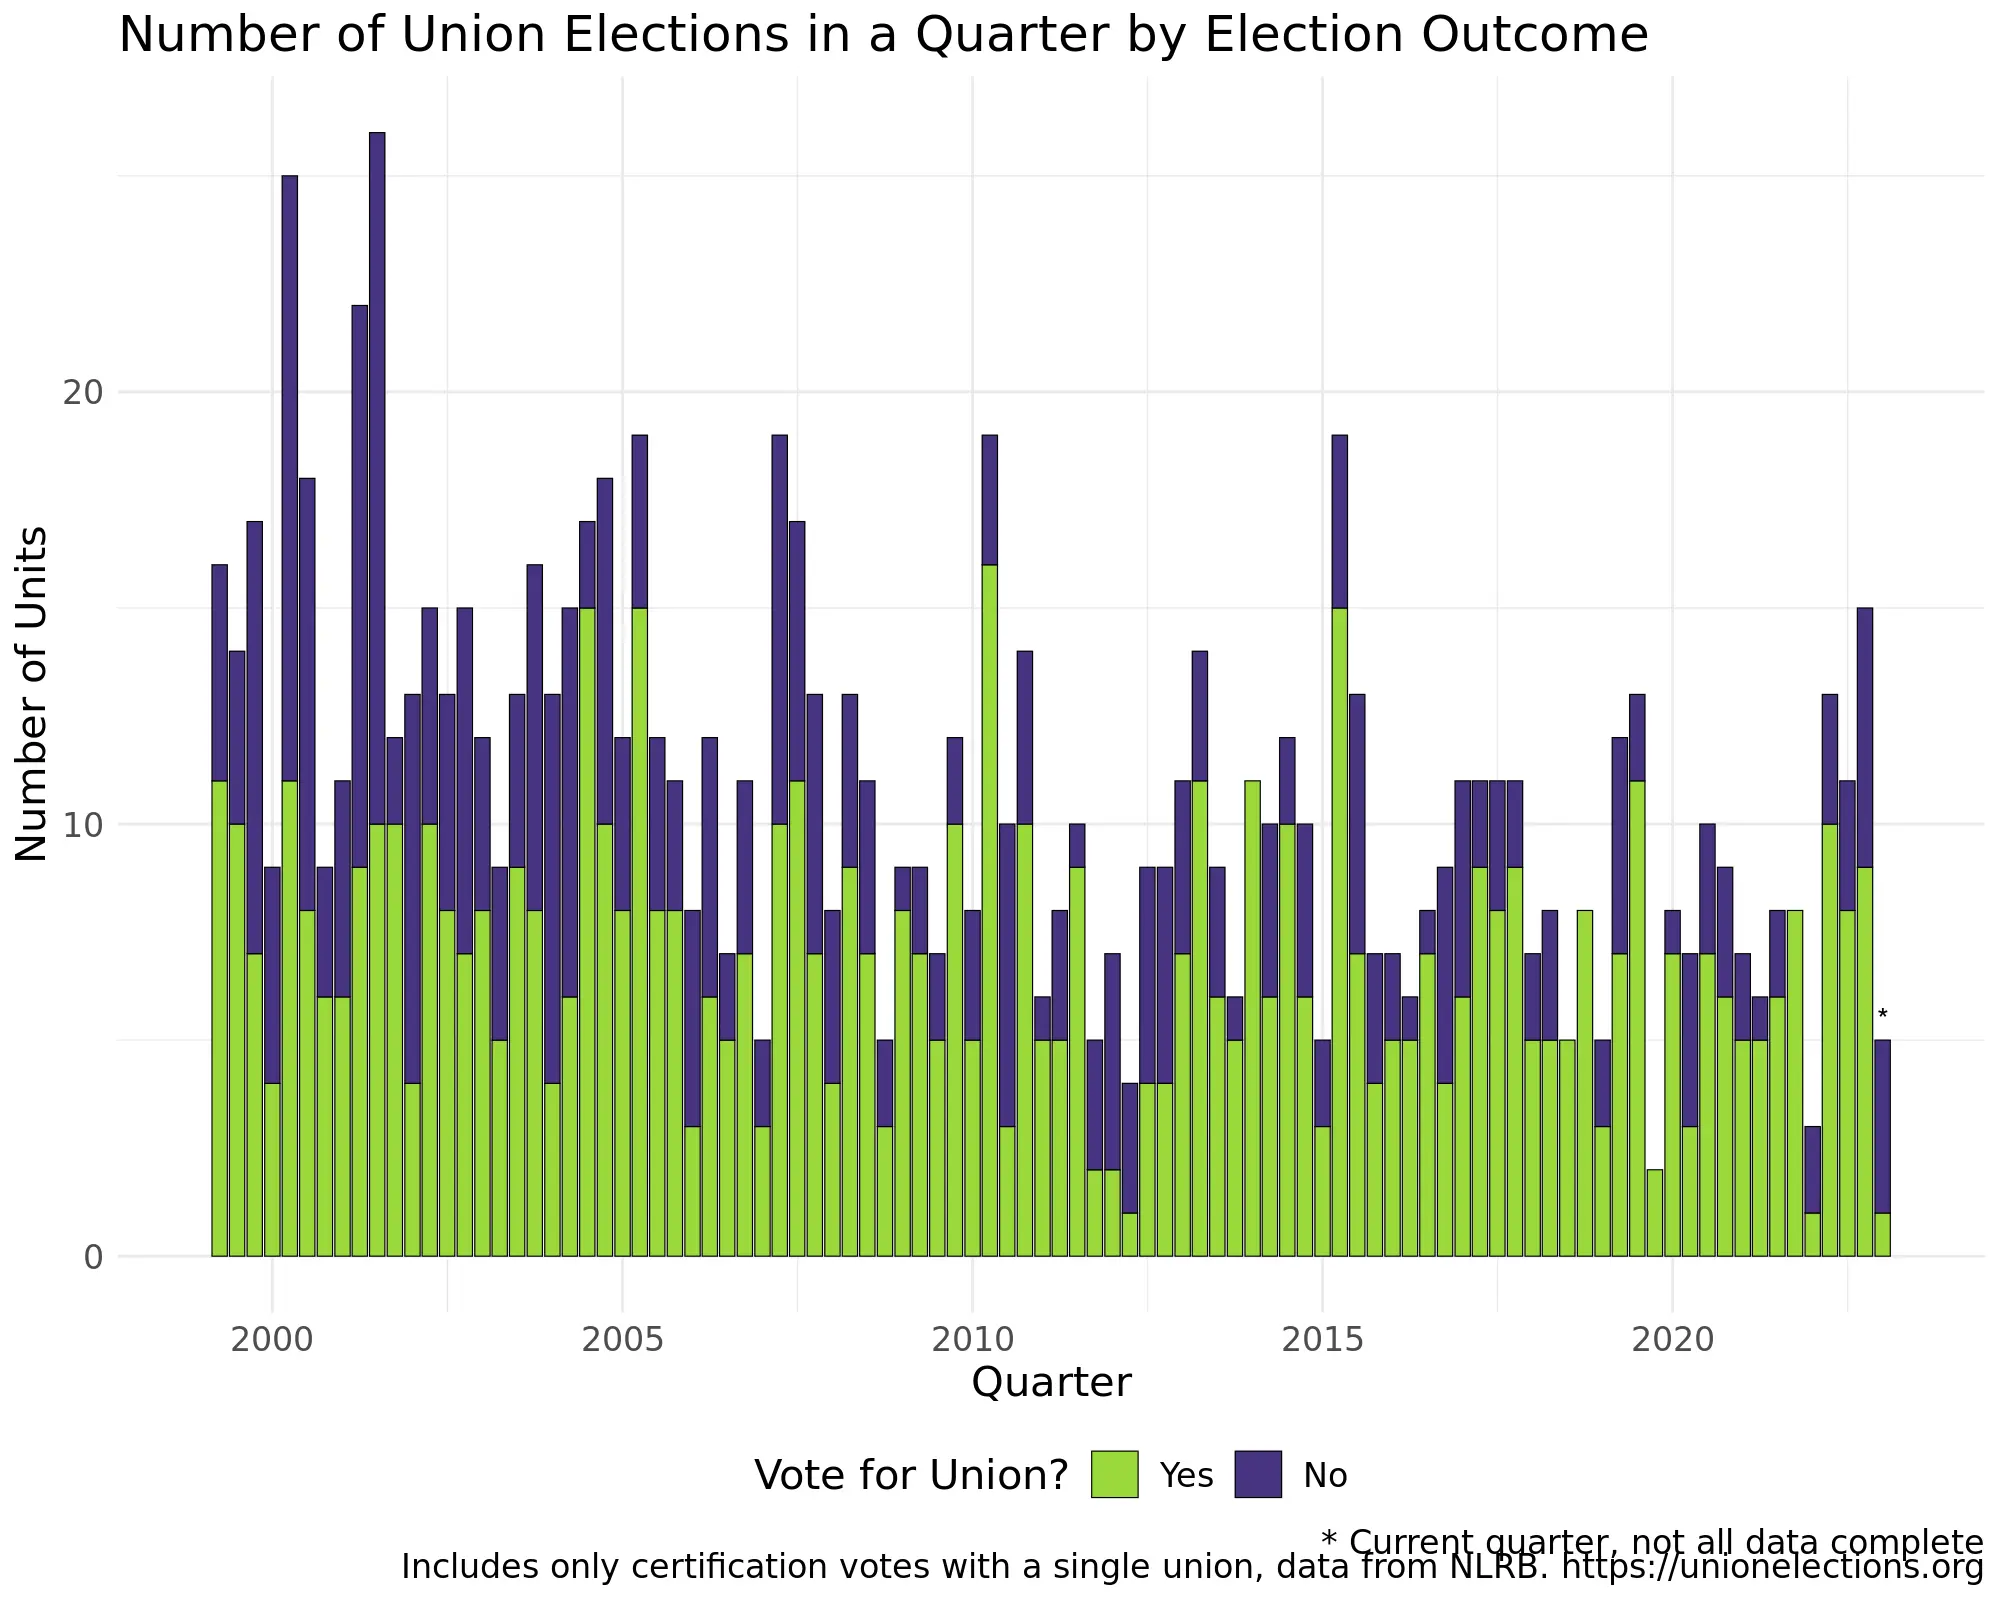 Number of Union Elections in a Quarter by Election Outcome
Number of Units
20
10
0
*
2000 2005 2010 2015 2020
Quarter
Vote for Union? Yes No
* Current quarter, not all data complete
Includes only certification votes with a single union, data from NLRB. https://unionelections.org